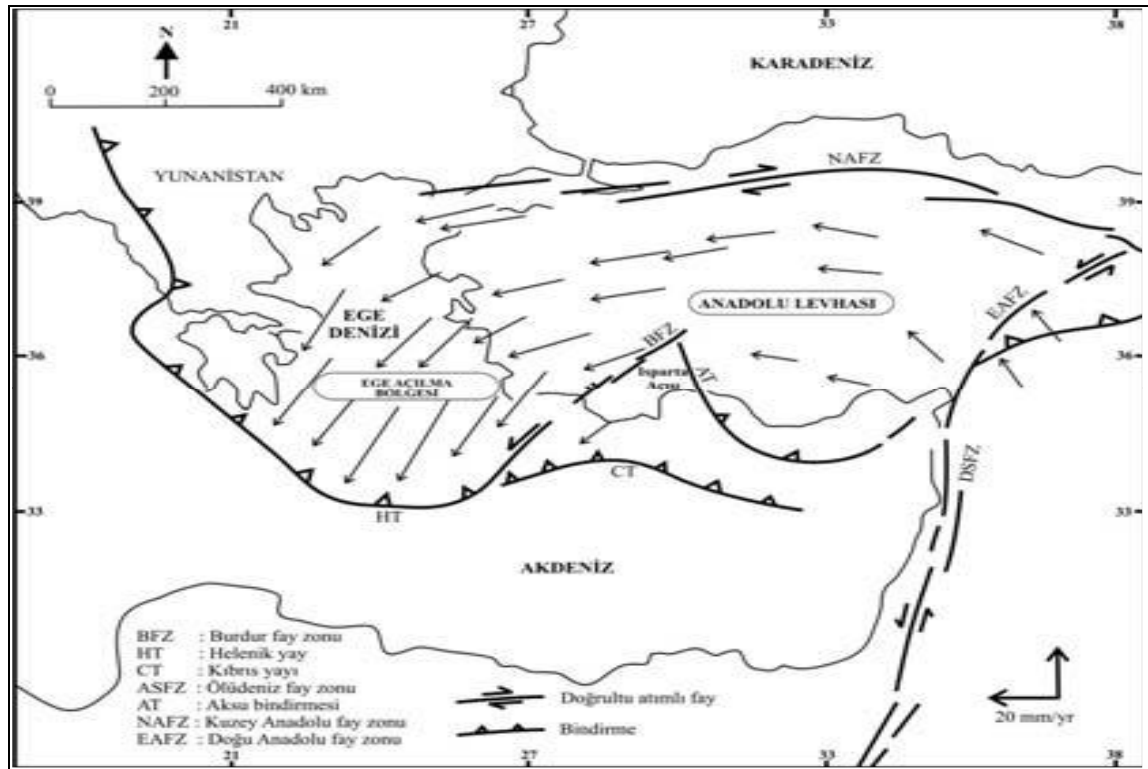 21 27 33 38
N
0 200 400 km
KARADENİZ
YUNANİSTAN
NAFZ
39 39
ANADOLU LEVHASI
EAFZ
EGE
DENİZİ
BFZ
36 36
Isparta
Açısı
AT
EGE AÇILMA
BÖLGESİ
CT
DSFZ
HT
33 33
AKDENİZ
BFZ : Burdur fay zonu
HT : Helenik yay
CT : Kıbrıs yayı
ASFZ : Ölüdeniz fay zonu
AT : Aksu bindirmesi
NAFZ : Kuzey Anadolu fay zonu
EAFZ : Doğu Anadolu fay zonu
Doğrultu atımlı fay
Bindirme
20 mm/yr
21 27 33 38